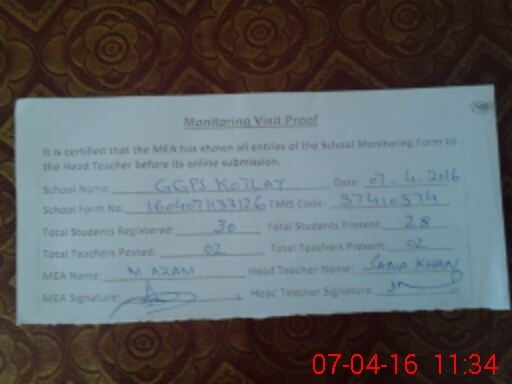 Monitoring Visit Proof
It is certified that the MEA has shown all entries of the School Monitoring Form to
the Head Teacher before its online submission.
School Name: GGPS KOTLAY Date: 07.4.2016
School Form No: 160407133126 EMIS Code: 37410574
Total Students Registered: 30 Total Students Present: 28
Total Teachers Posted: 02 Total Teachers Present: 02
MEA Name: M AZAM Head Teacher Name: SADIA KHAN
MEA Signature: Head Teacher Signature:
07-04-16 11:34